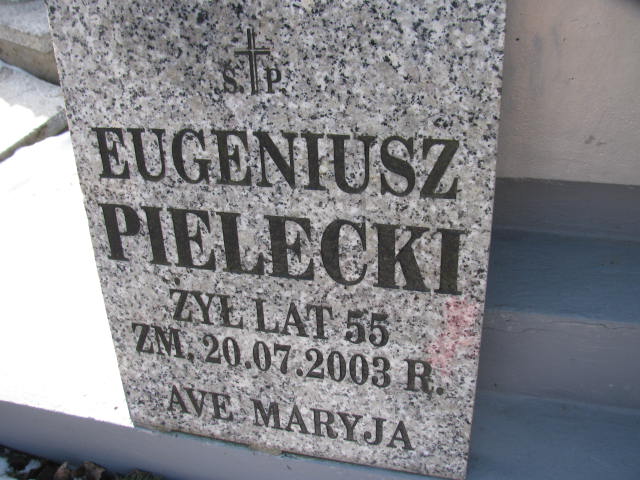 Ś. P.
EUGENIUSZ
PIELECKI
ŻYŁ LAT 55
ZM. 20.07.2003 R.
AVE MARYJA